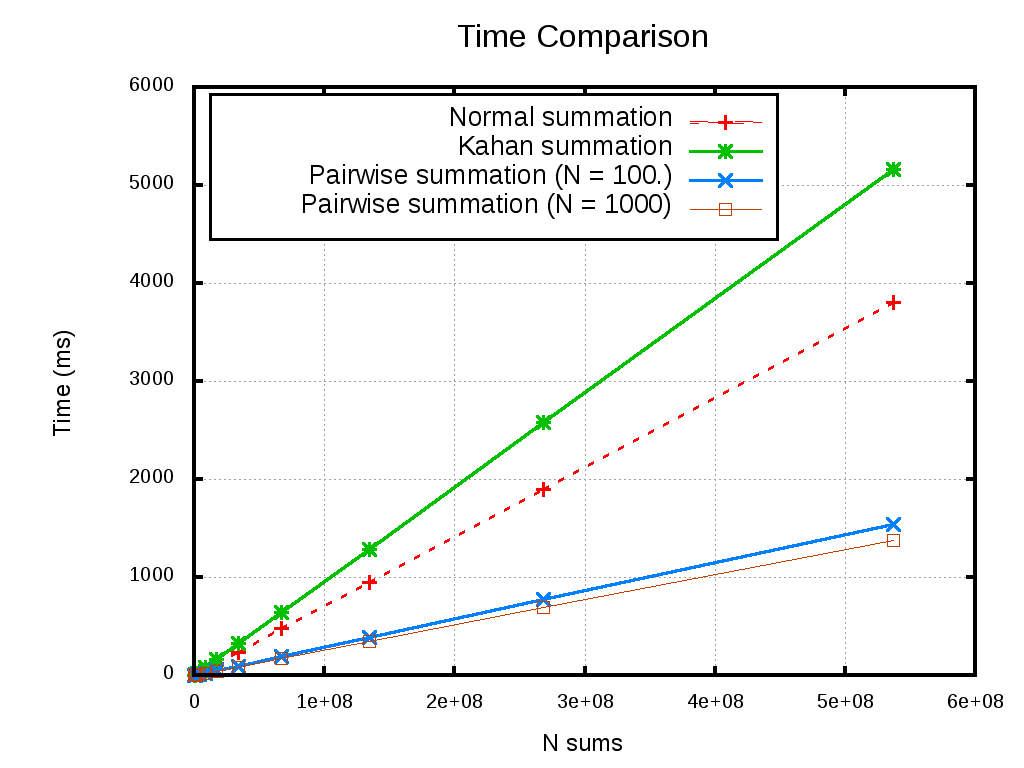 Time Comparison
6000
5000
4000
3000
2000
1000
0
Normal summation
Kahan summation
Pairwise summation (N = 100.)
Pairwise summation (N = 1000)
Time (ms)
0 1e+08 2e+08 3e+08 4e+08 5e+08 6e+08
N sums